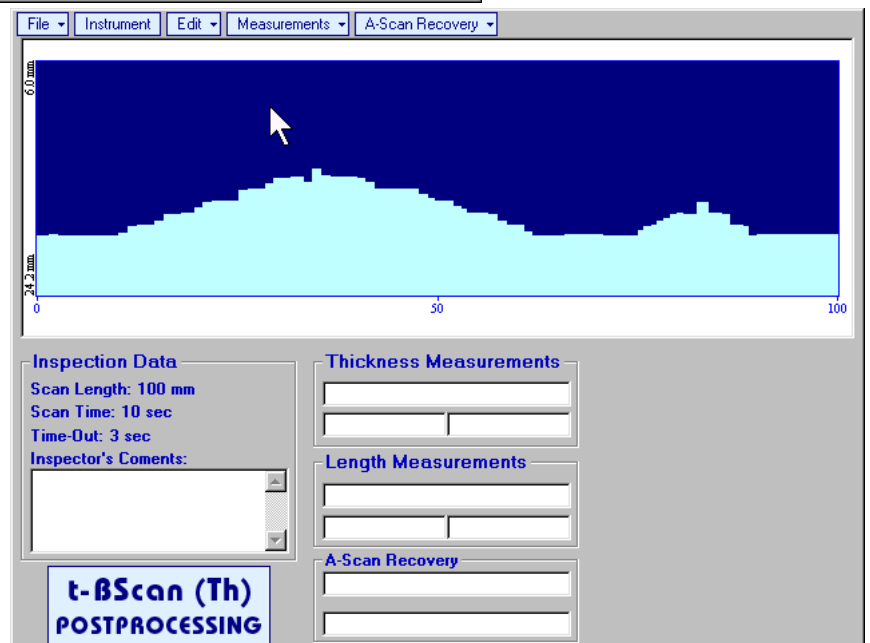 File Instrument Edit Measurements A-Scan Recovery
6.0 mm
24.2 mm
0 50 100
Inspection Data
Scan Length: 100 mm
Scan Time: 10 sec
Time-Out: 3 sec
Inspector's Coments:
Thickness Measurements
Length Measurements
A-Scan Recovery
t-ßScan (Th)
POSTPROCESSING